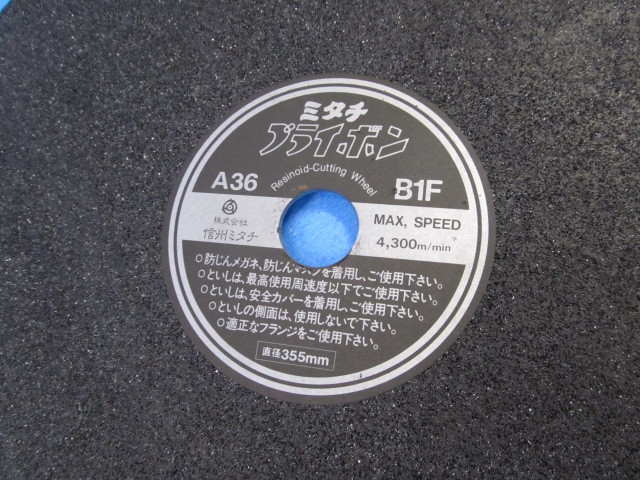 ミタチ
プライボン
Resinoid-Cutting Wheel
A36
B1F
株式会社
信州ミタチ
MAX, SPEED
4,300m/min
○防じんメガネ、防じんマスクを着用し、ご使用下さい。
○といしは、最高使用周速度以下でご使用下さい。
○といしは、安全カバーを着用し、ご使用下さい。
○といしの側面は、使用しないで下さい。
○適正なフランジをご使用下さい。
直径355mm